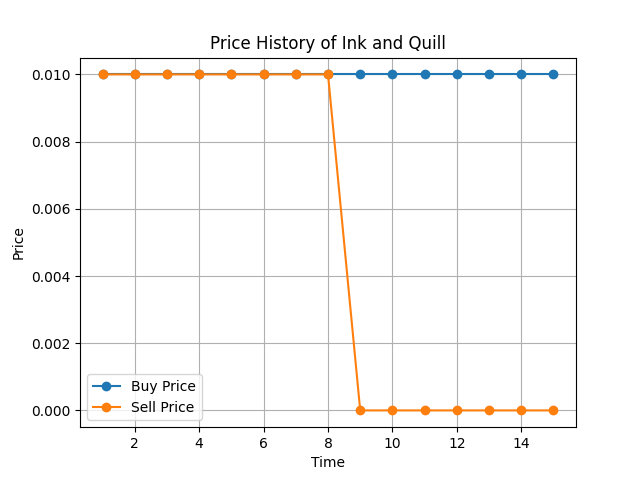 Price History of Ink and Quill
0.010
0.008
0.006
0.004
0.002
0.000
Price
Buy Price
Sell Price
2 4 6 8 10 12 14
Time